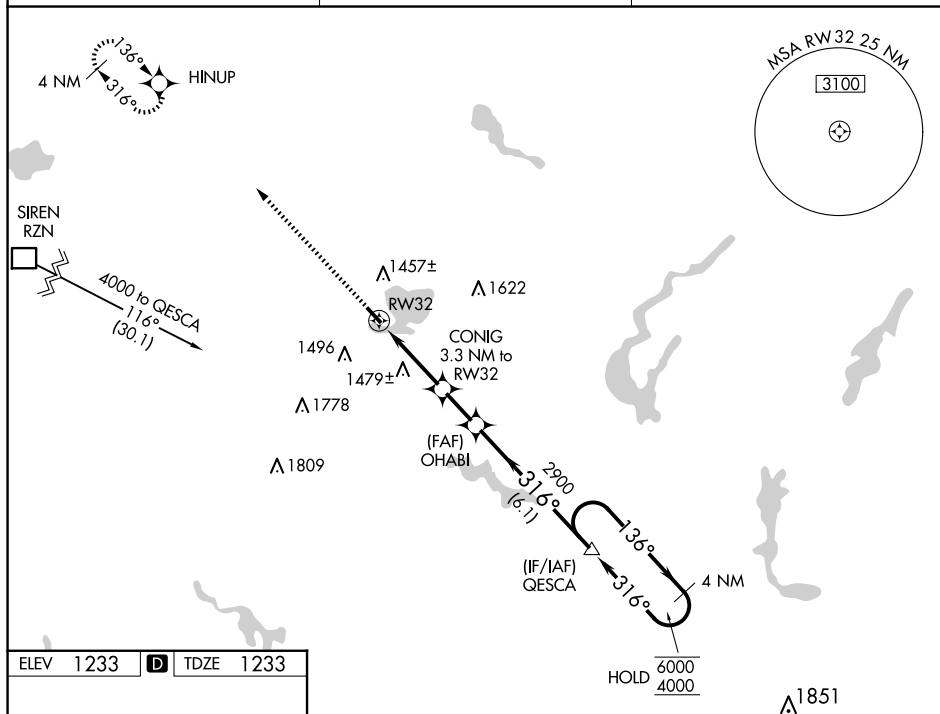 136°
4 NM
316°
HINUP
MSA RW32 25 NM
3100
SIREN
RZN
4000 to QESCA
116°
(30.1)
1457±
1622
RW32
CONIG
3.3 NM to
RW32
1496
1479±
1778
1809
(FAF)
OHABI
2900
316°
(6.1)
136°
(IF/IAF)
QESCA
316°
4 NM
HOLD
6000
4000
1851
ELEV 1233 D TDZE 1233